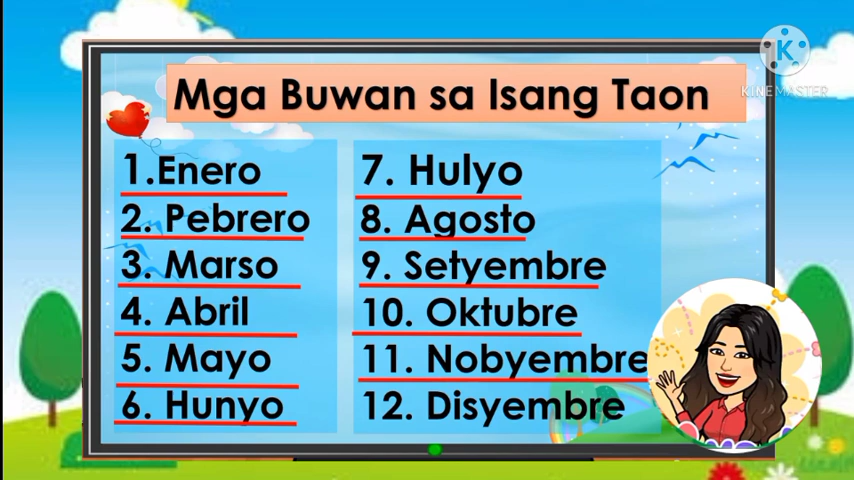 Mga Buwan sa Isang Taon
1.Enero
2. Pebrero
3. Marso
4. Abril
5. Mayo
6. Hunyo
7. Hulyo
8. Agosto
9. Setyembre
10. Oktubre
11. Nobyembre
12. Disyembre
K
KINEMASTER